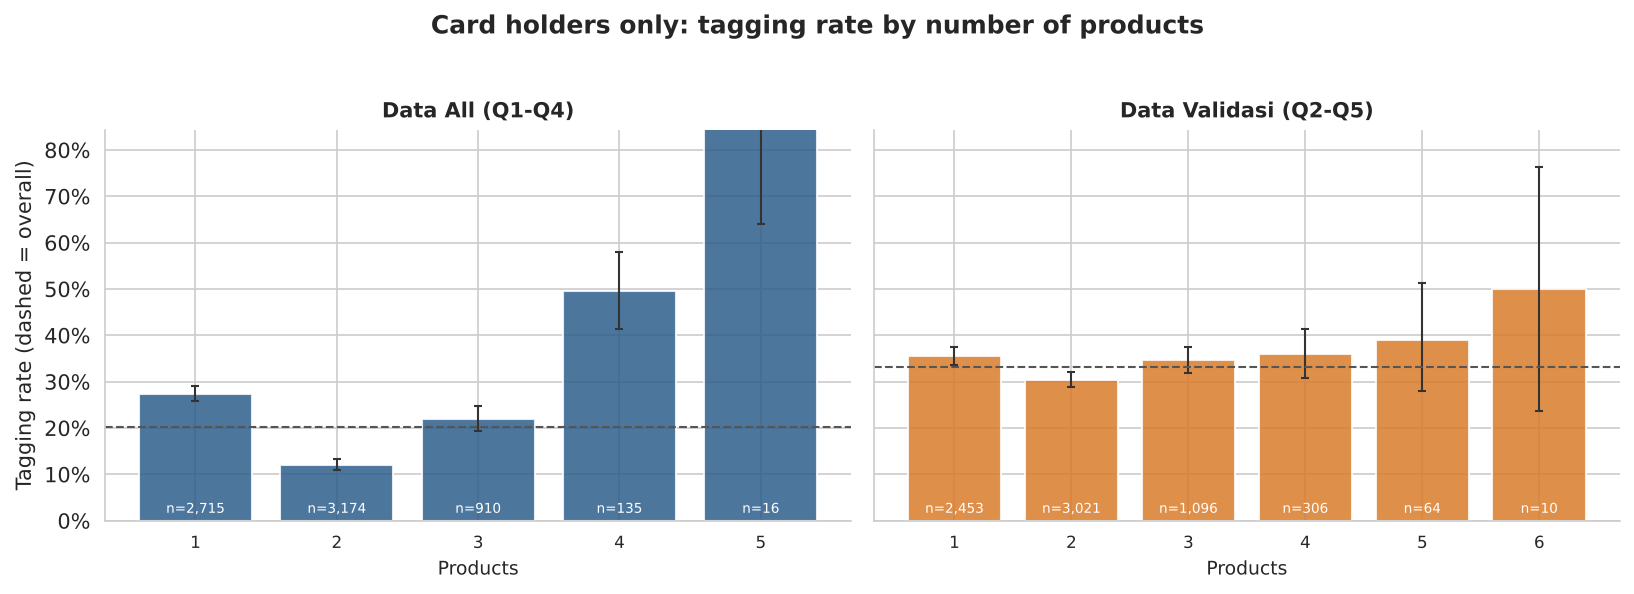 Card holders only: tagging rate by number of products
Data All (Q1-Q4)
Tagging rate (dashed = overall)
80%
70%
60%
50%
40%
30%
20%
10%
0%
n=2,715
n=3,174
n=910
n=135
n=16
1
2
3
4
5
Products
Data Validasi (Q2-Q5)
n=2,453
n=3,021
n=1,096
n=306
n=64
n=10
1
2
3
4
5
6
Products